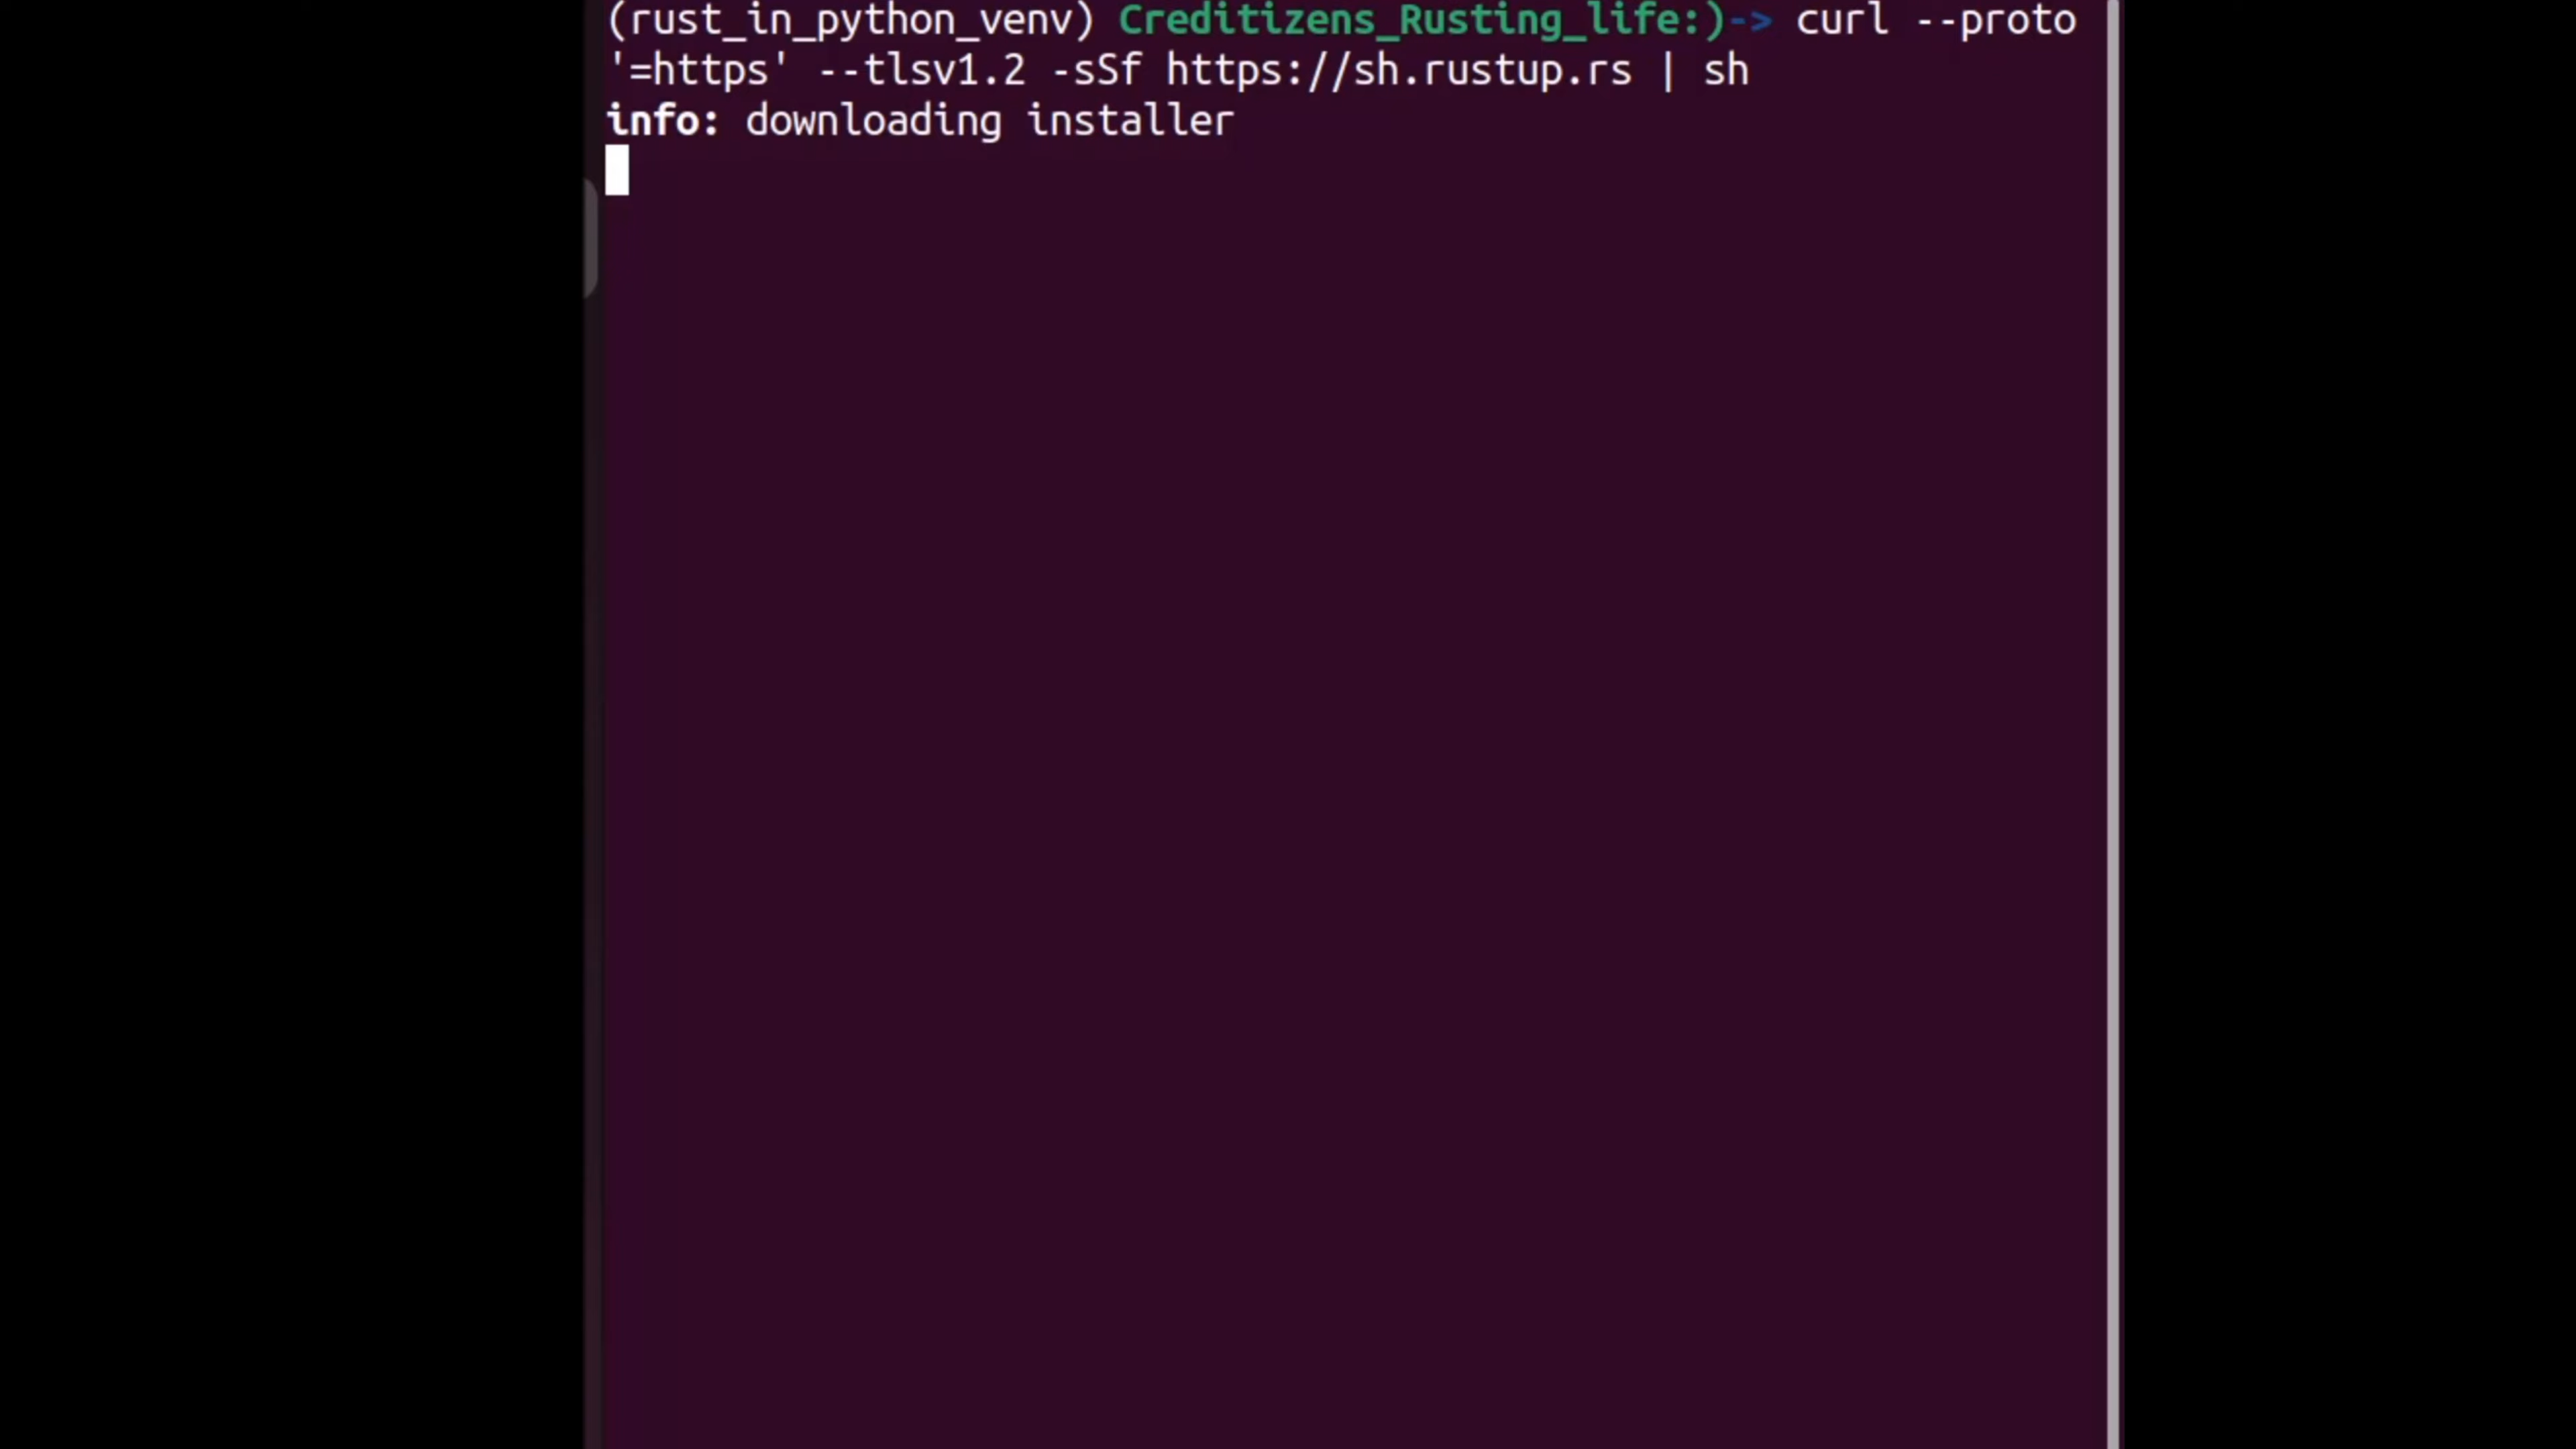 (rust_in_python_venv) Creditizens_Rusting_life:)-> curl --proto
'=https' --tlsv1.2 -sSf https://sh.rustup.rs | sh
info: downloading installer